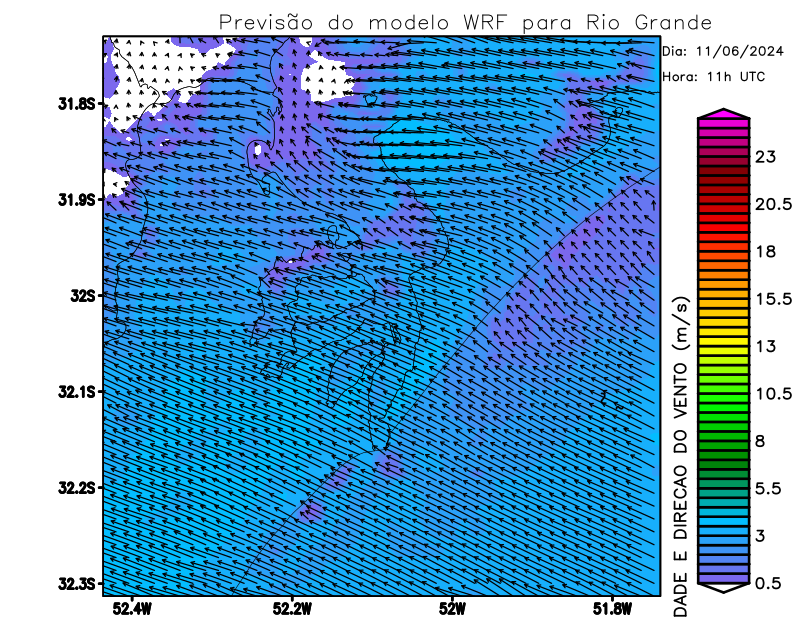 Previsão do modelo WRF para Rio Grande
Dia: 11/06/2024
Hora: 11h UTC
31.8S
31.9S
32S
32.1S
32.2S
32.3S
52.4W
52.2W
52W
51.8W
DADE E DIRECAO DO VENTO (m/s)
23
20.5
18
15.5
13
10.5
8
5.5
3
0.5